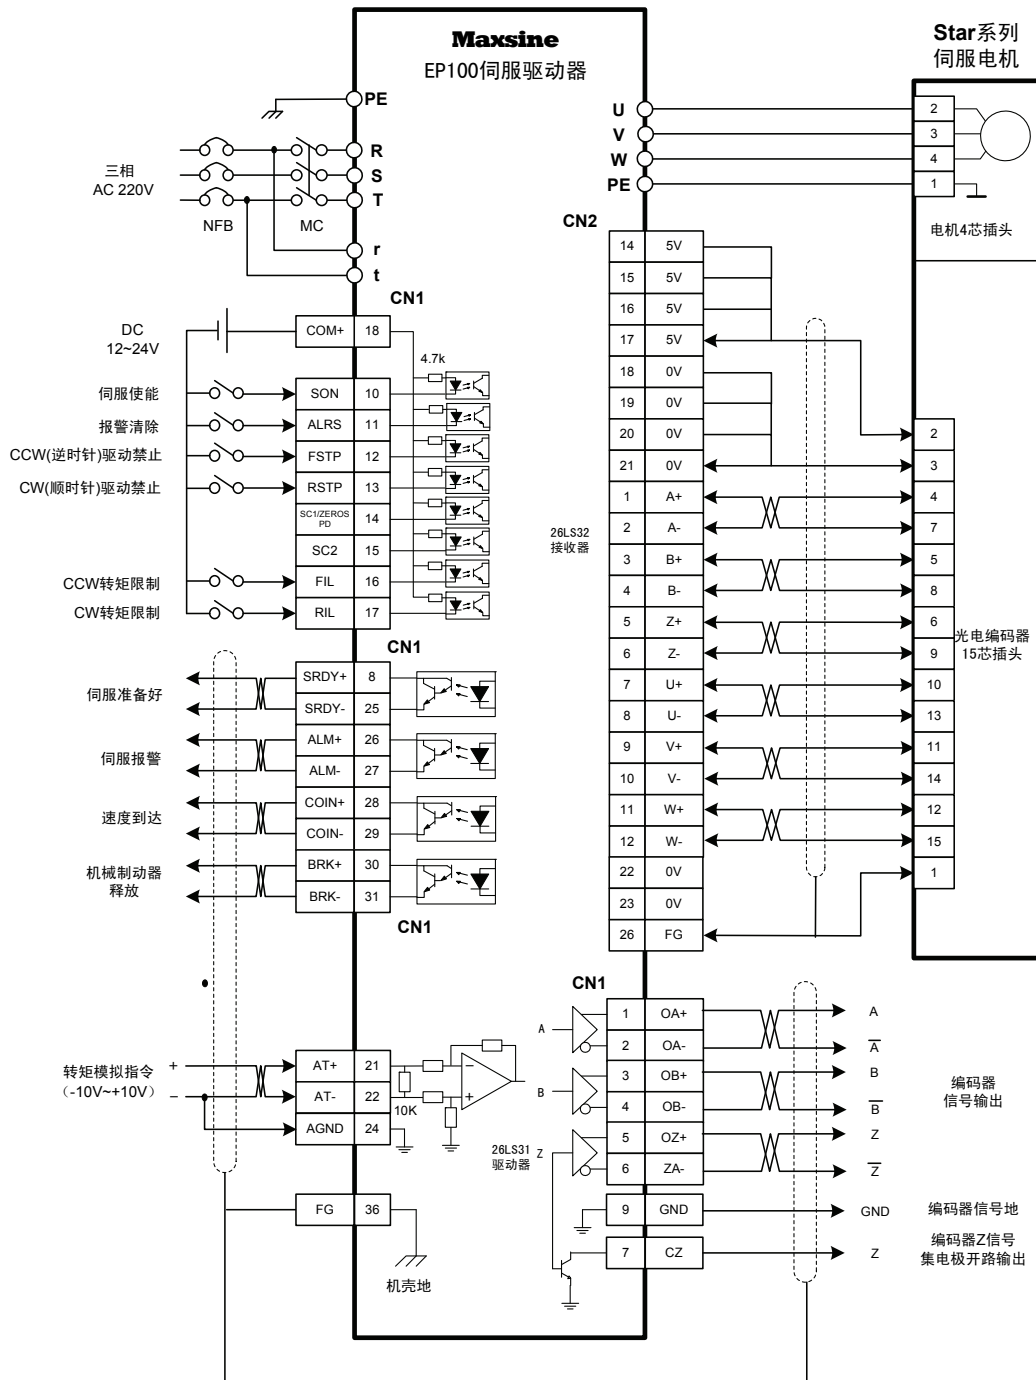 Maxsine
EP100伺服驱动器
Star系列
伺服电机
PE
R
S
T
r
t
三相
AC 220V
NFB
MC
U
V
W
PE
2
3
4
1
电机4芯插头
CN1
DC
12~24V
COM+ 18
4.7k
伺服使能 SON 10
报警清除 ALRS 11
CCW(逆时针)驱动禁止 FSTP 12
CW(顺时针)驱动禁止 RSTP 13
SC1/ZEROS
PD
14
SC2 15
CCW转矩限制 FIL 16
CW转矩限制 RIL 17
CN1
伺服准备好
SRDY+ 8
SRDY- 25
伺服报警
ALM+ 26
ALM- 27
速度到达
COIN+ 28
COIN- 29
机械制动器
释放
BRK+ 30
BRK- 31
CN1
转矩模拟指令
（-10V~+10V）
+
−
AT+ 21
AT- 22
AGND 24
10K
−
+
FG 36
机壳地
CN2
14 5V
15 5V
16 5V
17 5V
18 0V
19 0V
20 0V
21 0V
1 A+
2 A-
3 B+
4 B-
5 Z+
6 Z-
7 U+
8 U-
9 V+
10 V-
11 W+
12 W-
22 0V
23 0V
26 FG
26LS32
接收器
2
3
4
7
5
8
6
9
10
13
11
14
12
15
1
光电编码器
15芯插头
CN1
A
1 OA+ A
2 OA- A̅
B
3 OB+ B
4 OB- B̅
26LS31
驱动器
Z
5 OZ+ Z
6 ZA- Z̅
编码器
信号输出
9 GND GND 编码器信号地
7 CZ Z
编码器Z信号
集电极开路输出